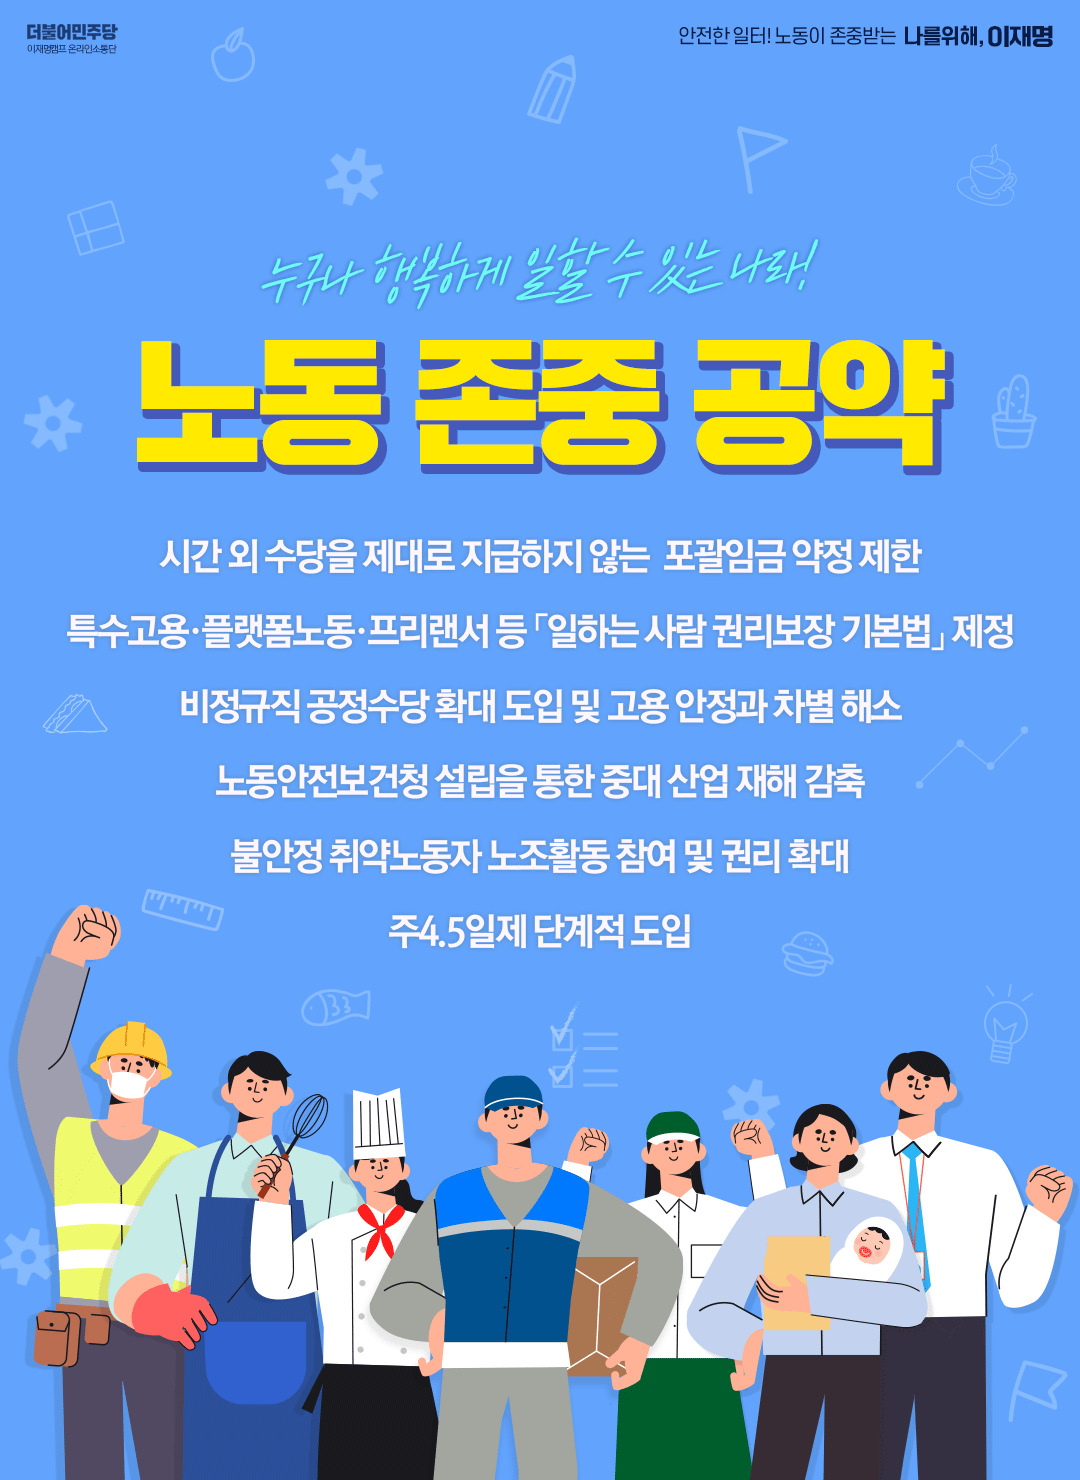 더불어민주당
이재명캠프 온라인소통단
안전한 일터! 노동이 존중받는 나를위해, 이재명
누구나 행복하게 일할 수 있는 나라!
노동 존중 공약
시간 외 수당을 제대로 지급하지 않는 포괄임금 약정 제한
특수고용·플랫폼노동·프리랜서 등 「일하는 사람 권리보장 기본법」 제정
비정규직 공정수당 확대 도입 및 고용 안정과 차별 해소
노동안전보건청 설립을 통한 중대 산업 재해 감축
불안정 취약노동자 노조활동 참여 및 권리 확대
주4.5일제 단계적 도입